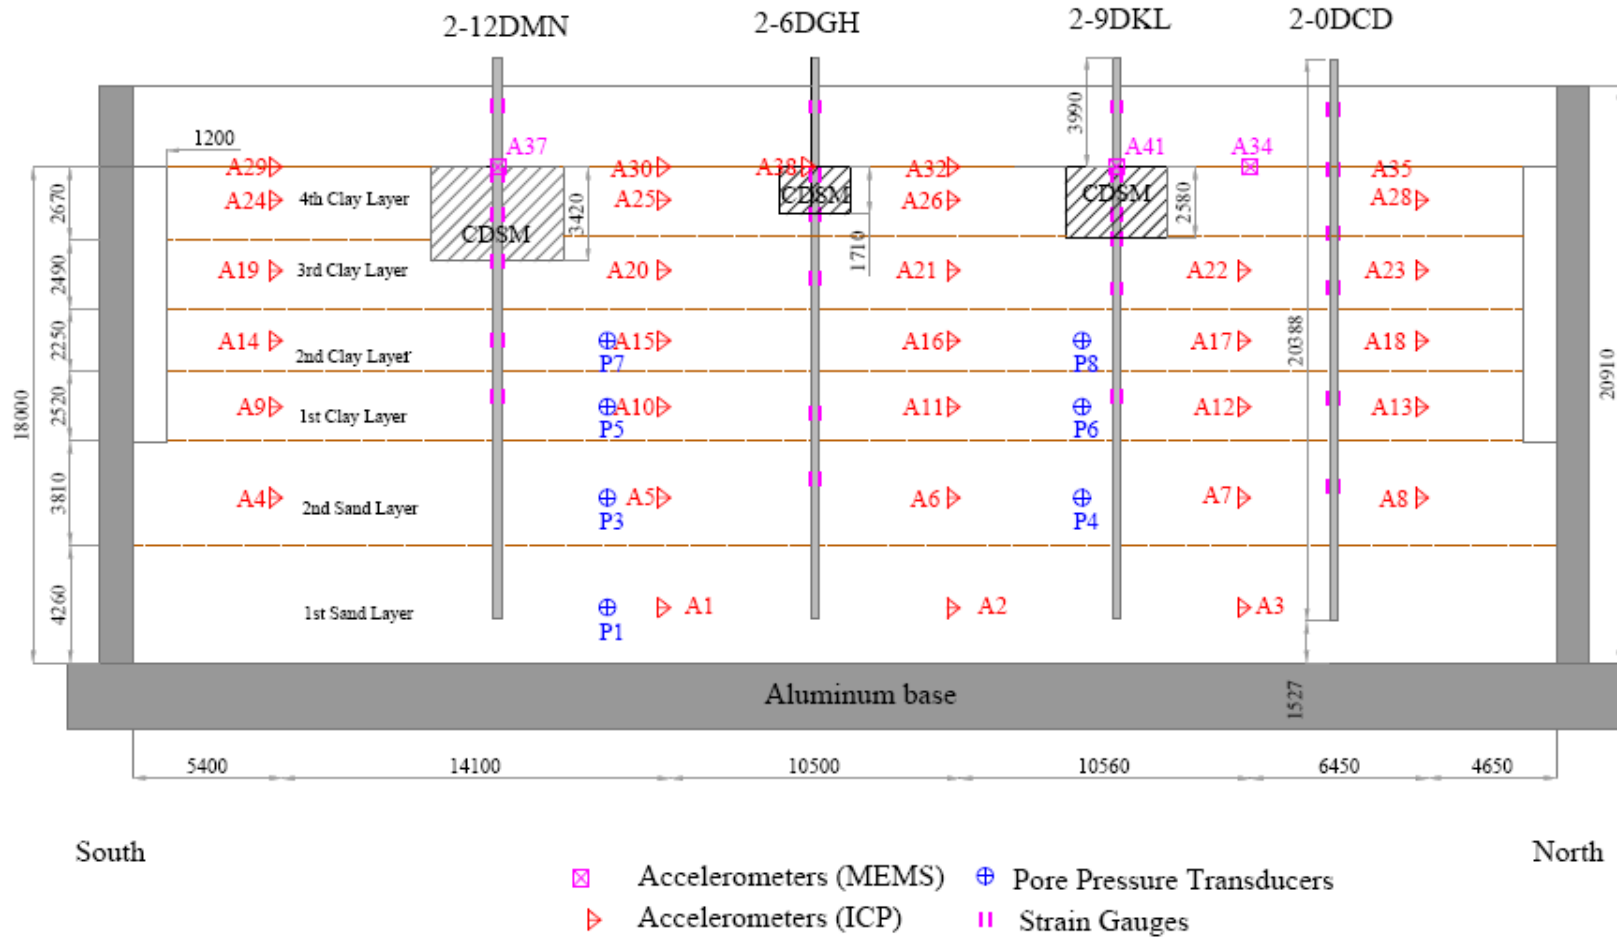 2-12DMN 2-6DGH 2-9DKL 2-0DCD
3990
1200 A37 A41 A34
A29 A30 A38 A32 A35
A24 4th Clay Layer A25 CDSM A26 CDSM A28
2670 3420 2580
CDSM
1710
A19 3rd Clay Layer A20 A21 A22 A23
2490
A14 A15 A16 A17 A18
2250 2nd Clay Layer P7 P8 20388 20910
A9 1st Clay Layer A10 A11 A12 A13
18000 2520 P5 P6
A4 2nd Sand Layer A5 A6 A7 A8
3810 P3 P4
4260 1st Sand Layer A1 A2 A3
P1
Aluminum base 1527
5400 14100 10500 10560 6450 4650
South North
Accelerometers (MEMS) Pore Pressure Transducers
Accelerometers (ICP) Strain Gauges